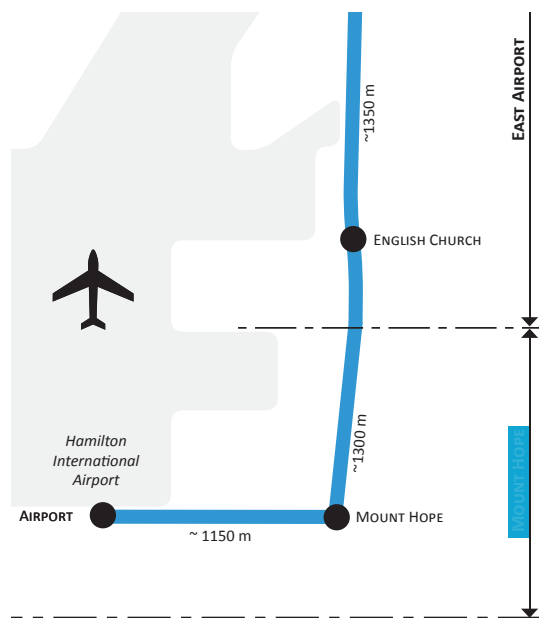 EAST AIRPORT
~1350 m
ENGLISH CHURCH
~1300 m
Hamilton
International
Airport
AIRPORT
MOUNT HOPE
~ 1150 m
MOUNT HOPE